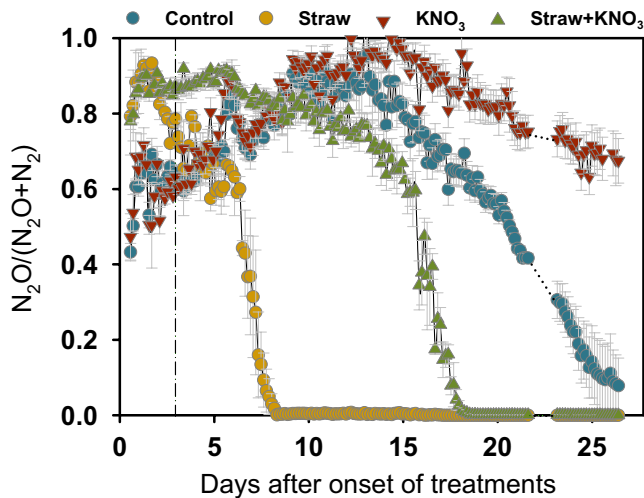 Control Straw KNO₃ Straw+KNO₃
N₂O/(N₂O+N₂)
1.0
0.8
0.6
0.4
0.2
0.0
0 5 10 15 20 25
Days after onset of treatments